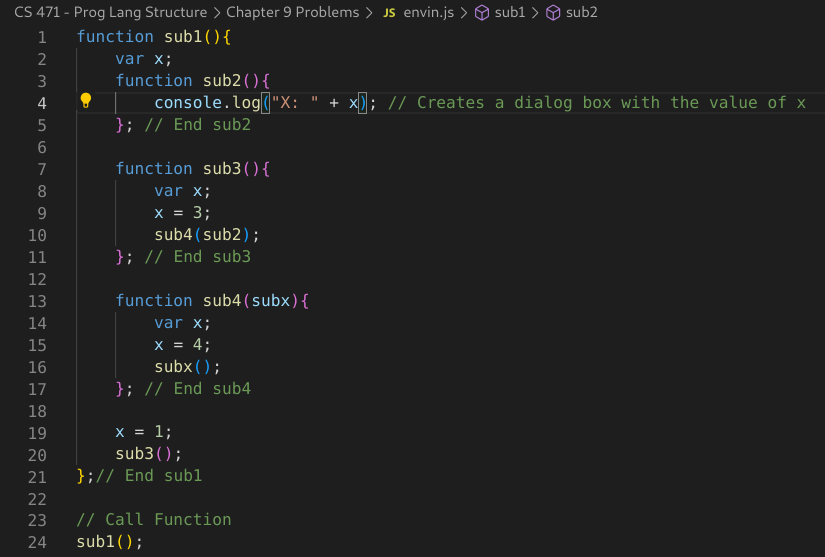 CS 471 - Prog Lang Structure > Chapter 9 Problems > JS envin.js > sub1 > sub2
1 function sub1(){
2     var x;
3     function sub2(){
4         console.log("X: " + x); // Creates a dialog box with the value of x
5     }; // End sub2
6
7     function sub3(){
8         var x;
9         x = 3;
10         sub4(sub2);
11     }; // End sub3
12
13     function sub4(subx){
14         var x;
15         x = 4;
16         subx();
17     }; // End sub4
18
19     x = 1;
20     sub3();
21 };// End sub1
22
23 // Call Function
24 sub1();